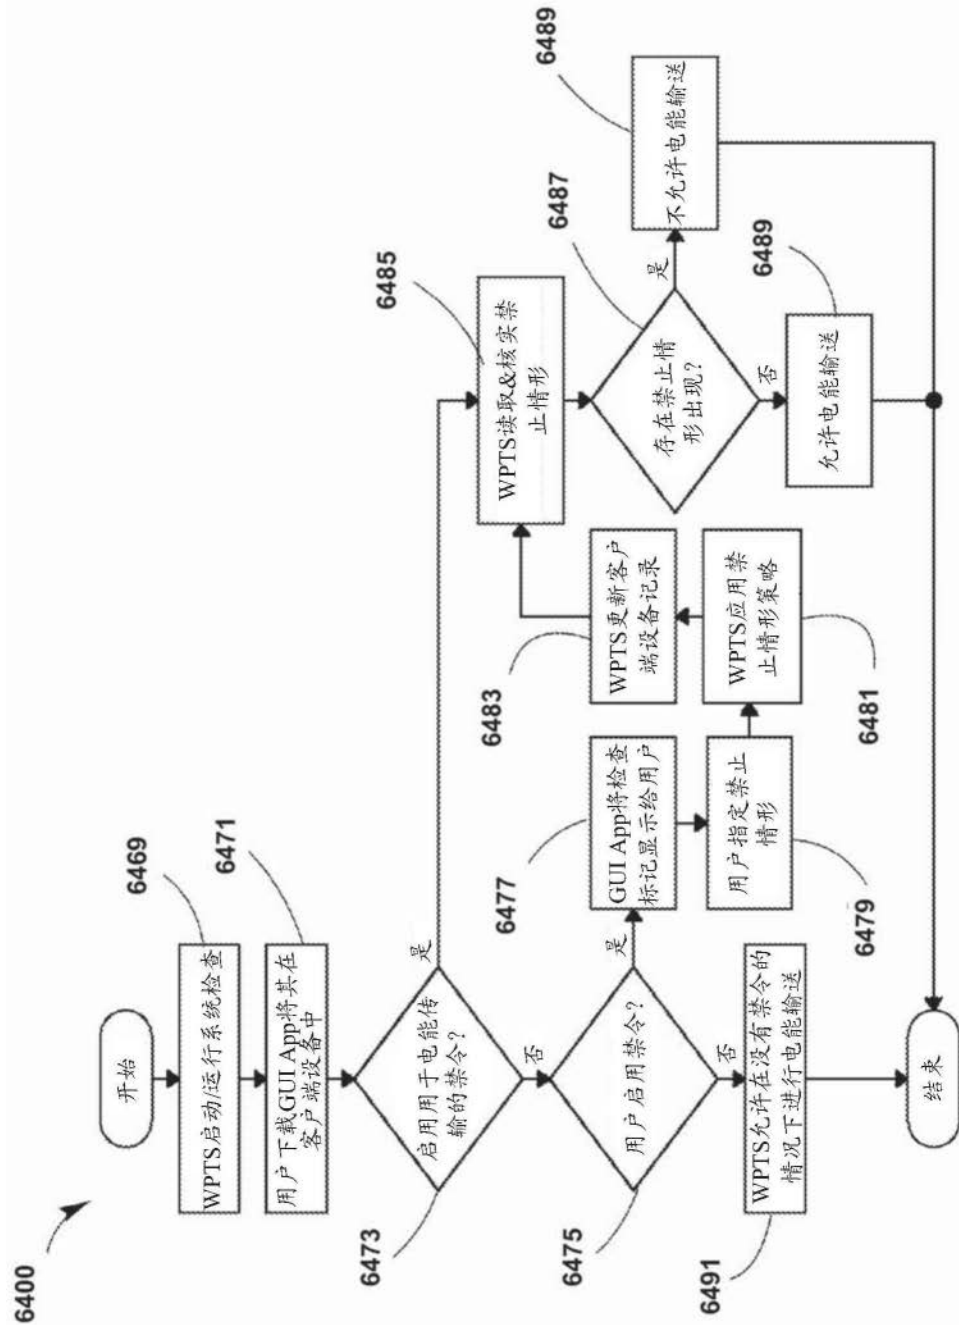 6400
开始
WPTS启动/运行系统检查
6469
用户下载GUI App将其在
客户端设备中
6471
启用用于电能传
输的禁令?
6473
是
否
用户启用禁令?
6475
是
否
WPTS允许在没有禁令的
情况下进行电能输送
6491
GUI App将检查
标记显示给用户
6477
用户指定禁止
情形
6479
WPTS应用禁
止情形策略
6481
WPTS更新客户
端设备记录
6483
WPTS读取&核实禁
止情形
6485
存在禁止情
形出现?
6487
是
否
不允许电能输送
6489
允许电能输送
6489
结束